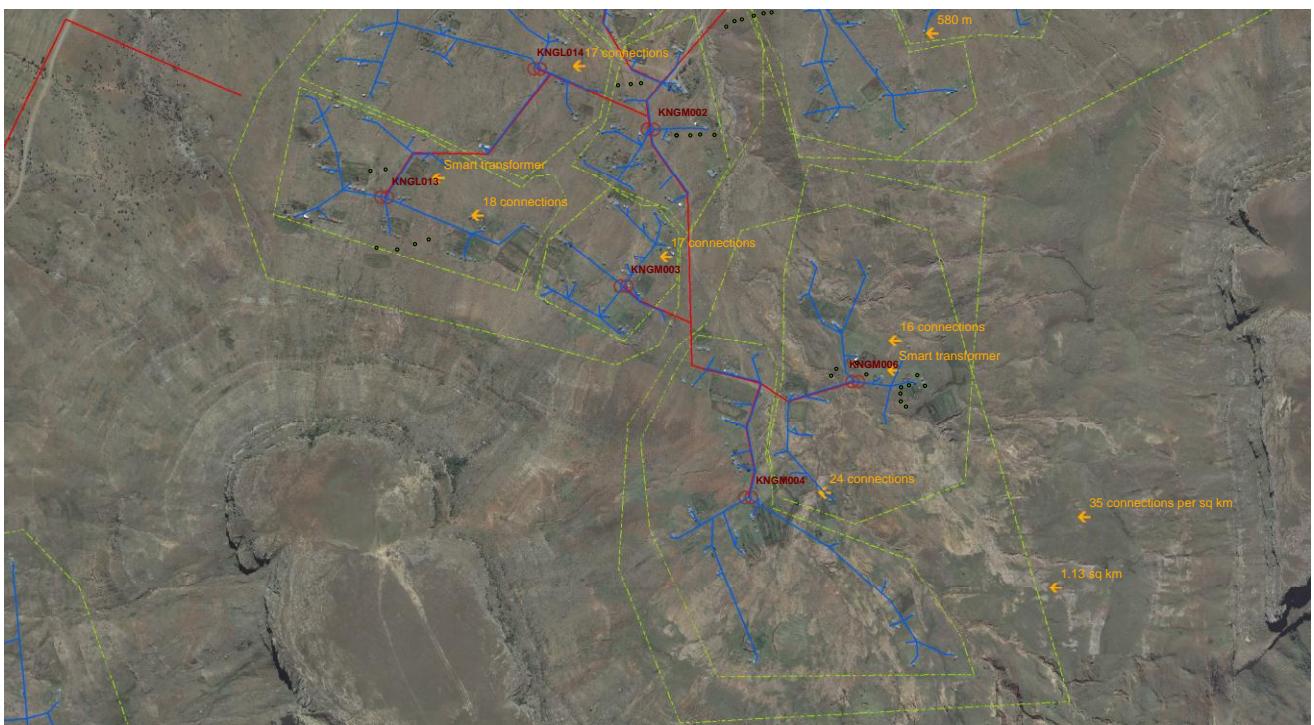 580 m
KNGL014
17 connections
KNGM002
Smart transformer
KNGL013
18 connections
17 connections
KNGM003
16 connections
Smart transformer
KNGM006
KNGM004
24 connections
35 connections per sq km
1.13 sq km